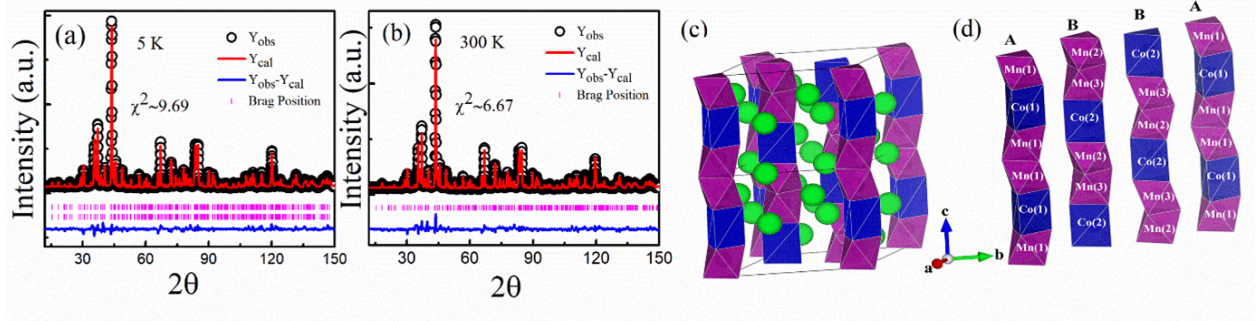 Intensity (a.u.)
(a)
5 K
Yobs
Ycal
Yobs-Ycal
Brag Position
χ²~9.69
30 60 90 120 150
2θ
Intensity (a.u.)
(b)
300 K
Yobs
Ycal
Yobs-Ycal
Brag Position
χ²~6.67
30 60 90 120 150
2θ
(c)
c
a
b
(d)
A
Mn(1)
Co(1)
Mn(1)
Mn(1)
Co(1)
Mn(1)
B
Mn(2)
Mn(3)
Co(2)
Mn(2)
Mn(3)
Co(2)
B
Co(2)
Mn(3)
Mn(2)
Co(2)
Mn(3)
Mn(2)
A
Mn(1)
Co(1)
Mn(1)
Mn(1)
Co(1)
Mn(1)